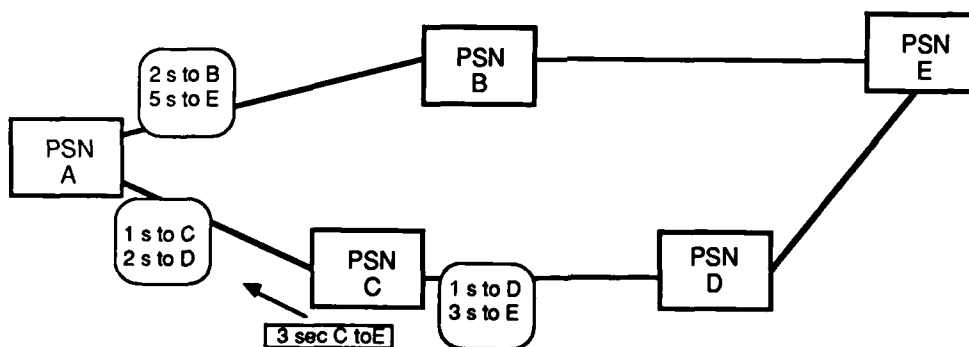 2 s to B
5 s to E
PSN
B
PSN
E
PSN
A
1 s to C
2 s to D
PSN
C
1 s to D
3 s to E
PSN
D
3 sec C toE